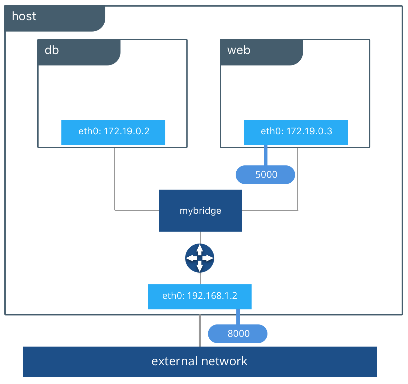 host
db
web
eth0: 172.19.0.2
eth0: 172.19.0.3
5000
mybridge
eth0: 192.168.1.2
8000
external network